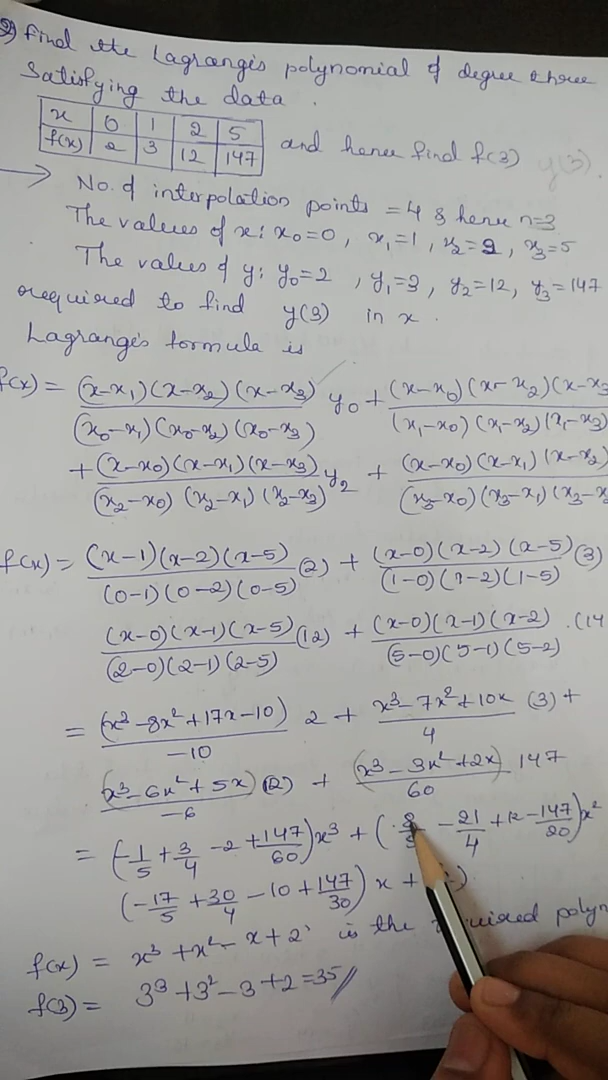 2) Find the Lagrange's polynomial of degree three
Satisfying the data.
x 0 1 2 5
f(x) 2 3 12 147
and hence find f(3) y(3).
→ No. of interpolation points = 4 & hence n=3
The values of x: x₀=0, x₁=1, x₂=2, x₃=5
The values of y: y₀=2, y₁=3, y₂=12, y₃=147
required to find y(3) in x.
Lagrange's formula is
f(x) = (x-x₁)(x-x₂)(x-x₃)/(x₀-x₁)(x₀-x₂)(x₀-x₃) y₀ + (x-x₀)(x-x₂)(x-x₃/(x₁-x₀)(x₁-x₂)(x₁-x₃)
+ (x-x₀)(x-x₁)(x-x₃)/(x₂-x₀)(x₂-x₁)(x₂-x₃) y₂ + (x-x₀)(x-x₁)(x-x₂)/(x₃-x₀)(x₃-x₁)(x₃-x
f(x) = (x-1)(x-2)(x-5)/(0-1)(0-2)(0-5) (2) + (x-0)(x-2)(x-5)/(1-0)(1-2)(1-5) (3)
(x-0)(x-1)(x-5)/(2-0)(2-1)(2-5) (12) + (x-0)(x-1)(x-2)/(5-0)(5-1)(5-2) .(14
= (x³-8x²+17x-10)/-10 2 + x³-7x²+10x/4 (3) +
(x³-6x²+5x)/-6 (12) + (x³-3x²+2x)/60 147
= (-1/5 + 3/4 -2 + 147/60)x³ + (8/5 - 21/4 + 12 - 147/20)x²
(-17/5 + 30/4 - 10 + 147/30) x +
f(x) = x³+x²-x+2 is the required polyn
f(3) = 3³+3²-3+2=35//